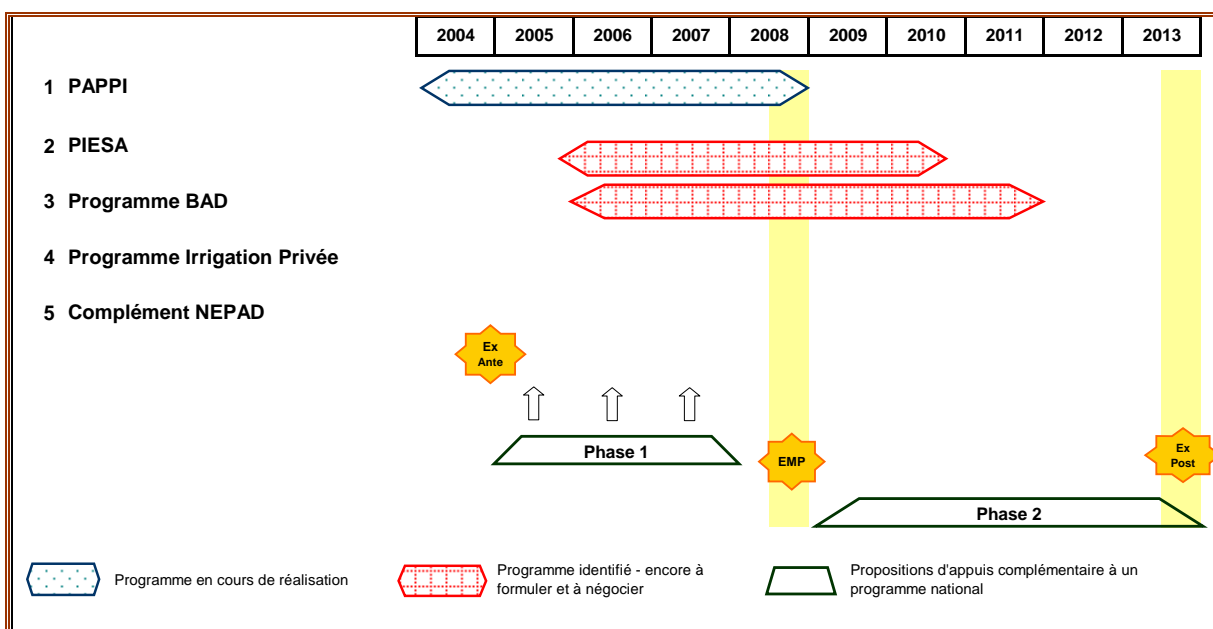 2004 2005 2006 2007 2008 2009 2010 2011 2012 2013
1 PAPPI
2 PIESA
3 Programme BAD
4 Programme Irrigation Privée
5 Complément NEPAD
Ex
Ante
Phase 1
EMP
Ex
Post
Phase 2
Programme en cours de réalisation
Programme identifié - encore à
formuler et à négocier
Propositions d'appuis complémentaire à un
programme national